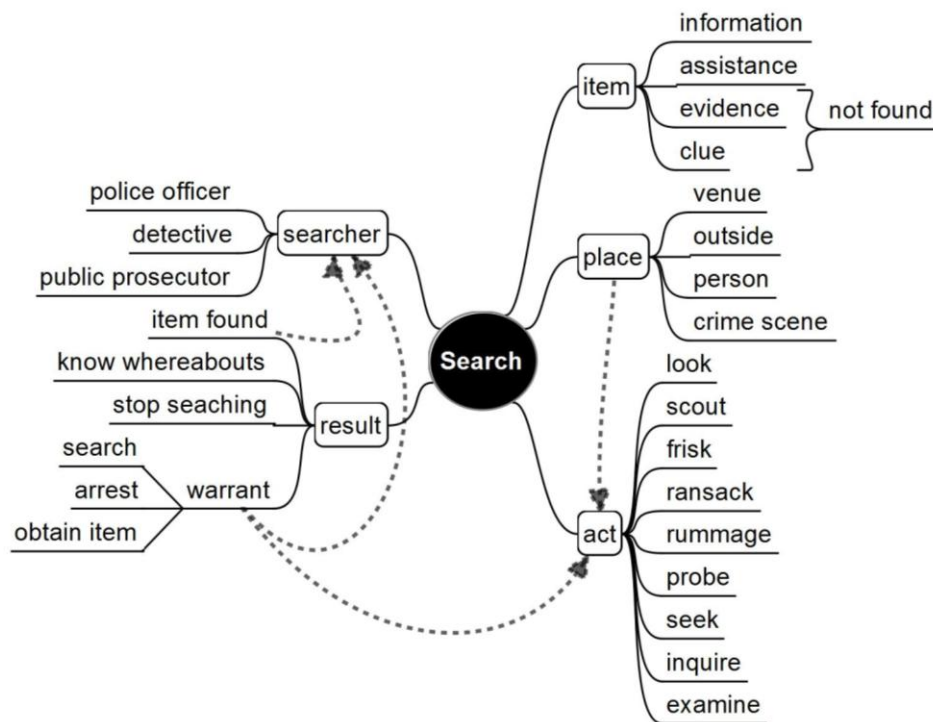 Search
item
information
assistance
evidence
clue
not found
place
venue
outside
person
crime scene
act
look
scout
frisk
ransack
rummage
probe
seek
inquire
examine
searcher
police officer
detective
public prosecutor
result
item found
know whereabouts
stop seaching
warrant
search
arrest
obtain item